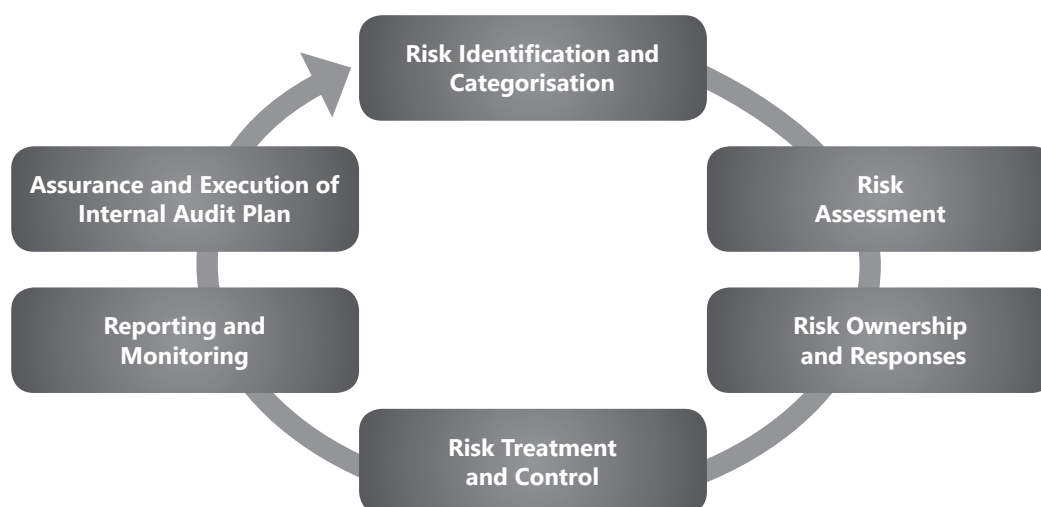 Risk Identification and
Categorisation
Risk
Assessment
Risk Ownership
and Responses
Risk Treatment
and Control
Reporting and
Monitoring
Assurance and Execution of
Internal Audit Plan